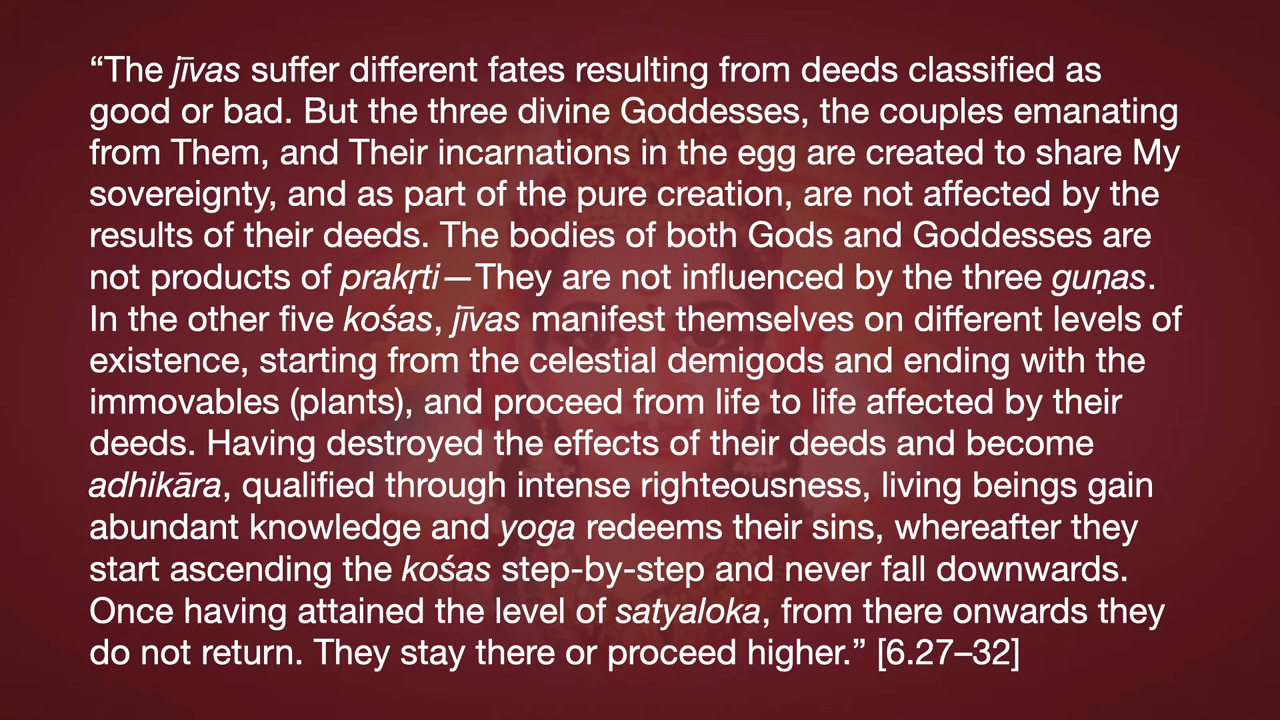 “The jīvas suffer different fates resulting from deeds classified as
good or bad. But the three divine Goddesses, the couples emanating
from Them, and Their incarnations in the egg are created to share My
sovereignty, and as part of the pure creation, are not affected by the
results of their deeds. The bodies of both Gods and Goddesses are
not products of prakṛti—They are not influenced by the three guṇas.
In the other five kośas, jīvas manifest themselves on different levels of
existence, starting from the celestial demigods and ending with the
immovables (plants), and proceed from life to life affected by their
deeds. Having destroyed the effects of their deeds and become
adhikāra, qualified through intense righteousness, living beings gain
abundant knowledge and yoga redeems their sins, whereafter they
start ascending the kośas step-by-step and never fall downwards.
Once having attained the level of satyaloka, from there onwards they
do not return. They stay there or proceed higher.” [6.27–32]